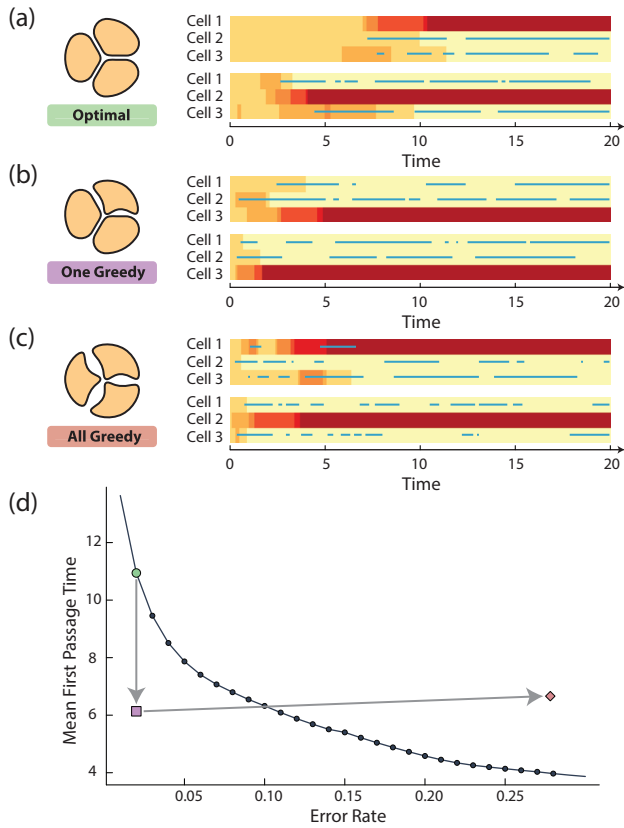 (a)
Optimal
Cell 1
Cell 2
Cell 3
Cell 1
Cell 2
Cell 3
0 5 10 15 20
Time
(b)
One Greedy
Cell 1
Cell 2
Cell 3
Cell 1
Cell 2
Cell 3
0 5 10 15 20
Time
(c)
All Greedy
Cell 1
Cell 2
Cell 3
Cell 1
Cell 2
Cell 3
0 5 10 15 20
Time
(d)
Mean First Passage Time
12
10
8
6
4
0.05 0.10 0.15 0.20 0.25
Error Rate